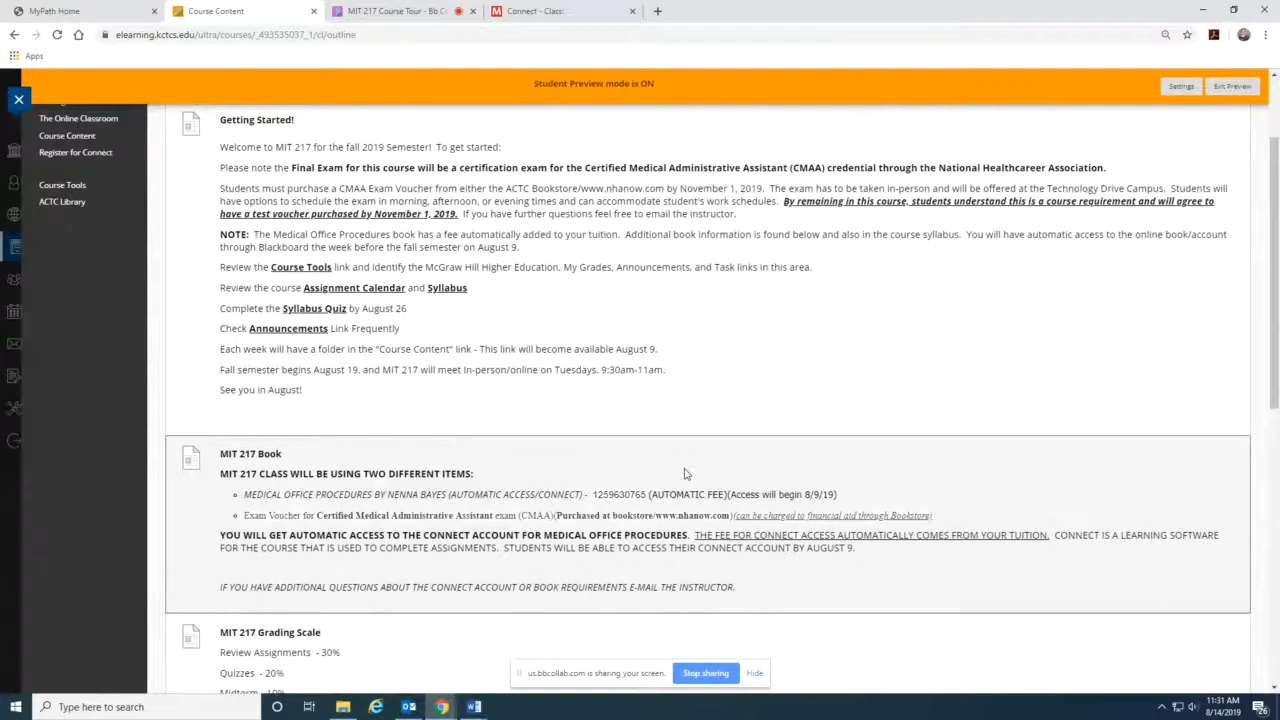 MyPath Home
Course Content
MIT 217 Course Tour - Bb C
Connect - Class:
elearning.kctcs.edu/ultra/courses/_493535037_1/cl/outline
Apps
Student Preview mode is ON
Settings
Exit Preview
The Online Classroom
Course Content
Register for Connect
Course Tools
ACTC Library
Getting Started!
Welcome to MIT 217 for the fall 2019 Semester! To get started:
Please note the Final Exam for this course will be a certification exam for the Certified Medical Administrative Assistant (CMAA) credential through the National Healthcareer Association.
Students must purchase a CMAA Exam Voucher from either the ACTC Bookstore/www.nhanow.com by November 1, 2019. The exam has to be taken in-person and will be offered at the Technology Drive Campus. Students will
have options to schedule the exam in morning, afternoon, or evening times and can accommodate student's work schedules. By remaining in this course, students understand this is a course requirement and will agree to
have a test voucher purchased by November 1, 2019. If you have further questions feel free to email the instructor.
NOTE: The Medical Office Procedures book has a fee automatically added to your tuition. Additional book information is found below and also in the course syllabus. You will have automatic access to the online book/account
through Blackboard the week before the fall semester on August 9.
Review the Course Tools link and identify the McGraw Hill Higher Education, My Grades, Announcements, and Task links in this area.
Review the course Assignment Calendar and Syllabus
Complete the Syllabus Quiz by August 26
Check Announcements Link Frequently
Each week will have a folder in the "Course Content" link - This link will become available August 9.
Fall semester begins August 19. and MIT 217 will meet in-person/online on Tuesdays. 9:30am-11am.
See you in August!
MIT 217 Book
MIT 217 CLASS WILL BE USING TWO DIFFERENT ITEMS:
MEDICAL OFFICE PROCEDURES BY NENNA BAYES (AUTOMATIC ACCESS/CONNECT) - 1259630765 (AUTOMATIC FEE)(Access will begin 8/9/19)
Exam Voucher for Certified Medical Administrative Assistant exam (CMAA)(Purchased at bookstore/www.nhanow.com)(can be charged to financial aid through Bookstore)
YOU WILL GET AUTOMATIC ACCESS TO THE CONNECT ACCOUNT FOR MEDICAL OFFICE PROCEDURES. THE FEE FOR CONNECT ACCESS AUTOMATICALLY COMES FROM YOUR TUITION. CONNECT IS A LEARNING SOFTWARE
FOR THE COURSE THAT IS USED TO COMPLETE ASSIGNMENTS. STUDENTS WILL BE ABLE TO ACCESS THEIR CONNECT ACCOUNT BY AUGUST 9.
IF YOU HAVE ADDITIONAL QUESTIONS ABOUT THE CONNECT ACCOUNT OR BOOK REQUIREMENTS E-MAIL THE INSTRUCTOR.
MIT 217 Grading Scale
Review Assignments - 30%
Quizzes - 20%
Midterm - 10%
us.bbcollab.com is sharing your screen.
Stop sharing
Hide
Type here to search
11:31 AM
8/14/2019
26